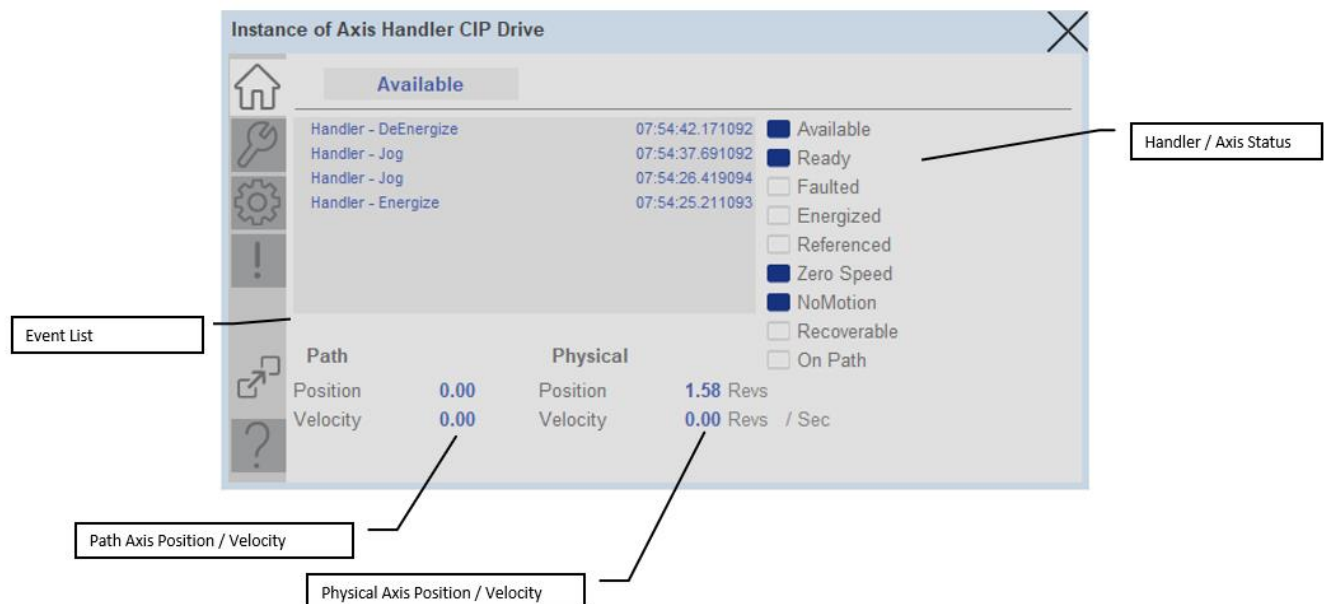 Instance of Axis Handler CIP Drive
Available
Handler - DeEnergize 07:54:42.171092
Handler - Jog 07:54:37.691092
Handler - Jog 07:54:26.419094
Handler - Energize 07:54:25.211093
Available
Ready
Faulted
Energized
Referenced
Zero Speed
NoMotion
Recoverable
On Path
Handler / Axis Status
Event List
Path Physical
Position 0.00 Position 1.58 Revs
Velocity 0.00 Velocity 0.00 Revs / Sec
Path Axis Position / Velocity
Physical Axis Position / Velocity